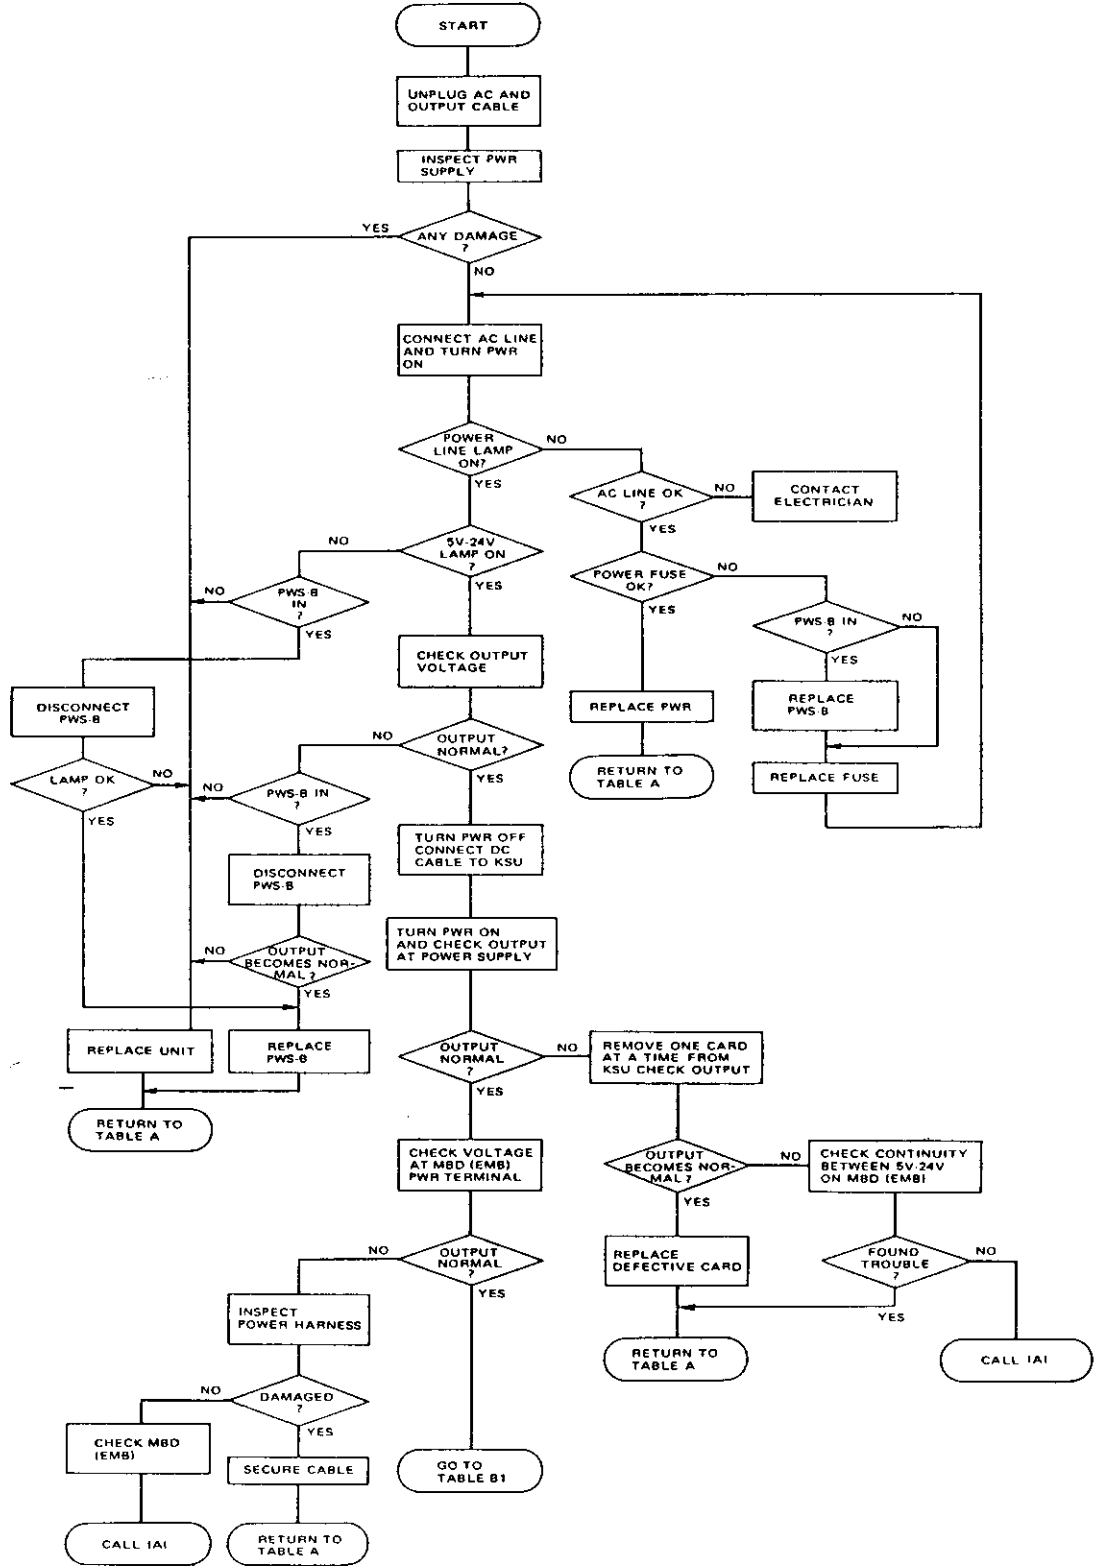 START
UNPLUG AC AND
OUTPUT CABLE
INSPECT PWR
SUPPLY
YES
ANY DAMAGE
?
NO
CONNECT AC LINE
AND TURN PWR
ON
POWER
LINE LAMP
ON?
NO
YES
AC LINE OK
?
NO
CONTACT
ELECTRICIAN
YES
5V-24V
LAMP ON
?
NO
YES
POWER FUSE
OK?
NO
YES
NO
PWS-B
IN
?
YES
PWS-B IN
?
NO
YES
CHECK OUTPUT
VOLTAGE
DISCONNECT
PWS-B
REPLACE PWR
REPLACE
PWS-B
NO
OUTPUT
NORMAL?
YES
LAMP OK
?
NO
YES
RETURN TO
TABLE A
REPLACE FUSE
PWS-B IN
?
YES
TURN PWR OFF
CONNECT DC
CABLE TO KSU
DISCONNECT
PWS-B
TURN PWR ON
AND CHECK OUTPUT
AT POWER SUPPLY
NO
OUTPUT
BECOMES NOR-
MAL?
YES
REPLACE UNIT
REPLACE
PWS-B
OUTPUT
NORMAL
?
NO
YES
REMOVE ONE CARD
AT A TIME FROM
KSU CHECK OUTPUT
RETURN TO
TABLE A
CHECK VOLTAGE
AT MBD (EMB)
PWR TERMINAL
OUTPUT
BECOMES NOR-
MAL?
NO
YES
CHECK CONTINUITY
BETWEEN 5V-24V
ON MBD (EMB)
NO
OUTPUT
NORMAL
?
YES
REPLACE
DEFECTIVE CARD
FOUND
TROUBLE
?
NO
YES
INSPECT
POWER HARNESS
RETURN TO
TABLE A
CALL IAI
NO
DAMAGED
?
YES
CHECK MBD
(EMB)
SECURE CABLE
GO TO
TABLE B1
CALL IAI
RETURN TO
TABLE A